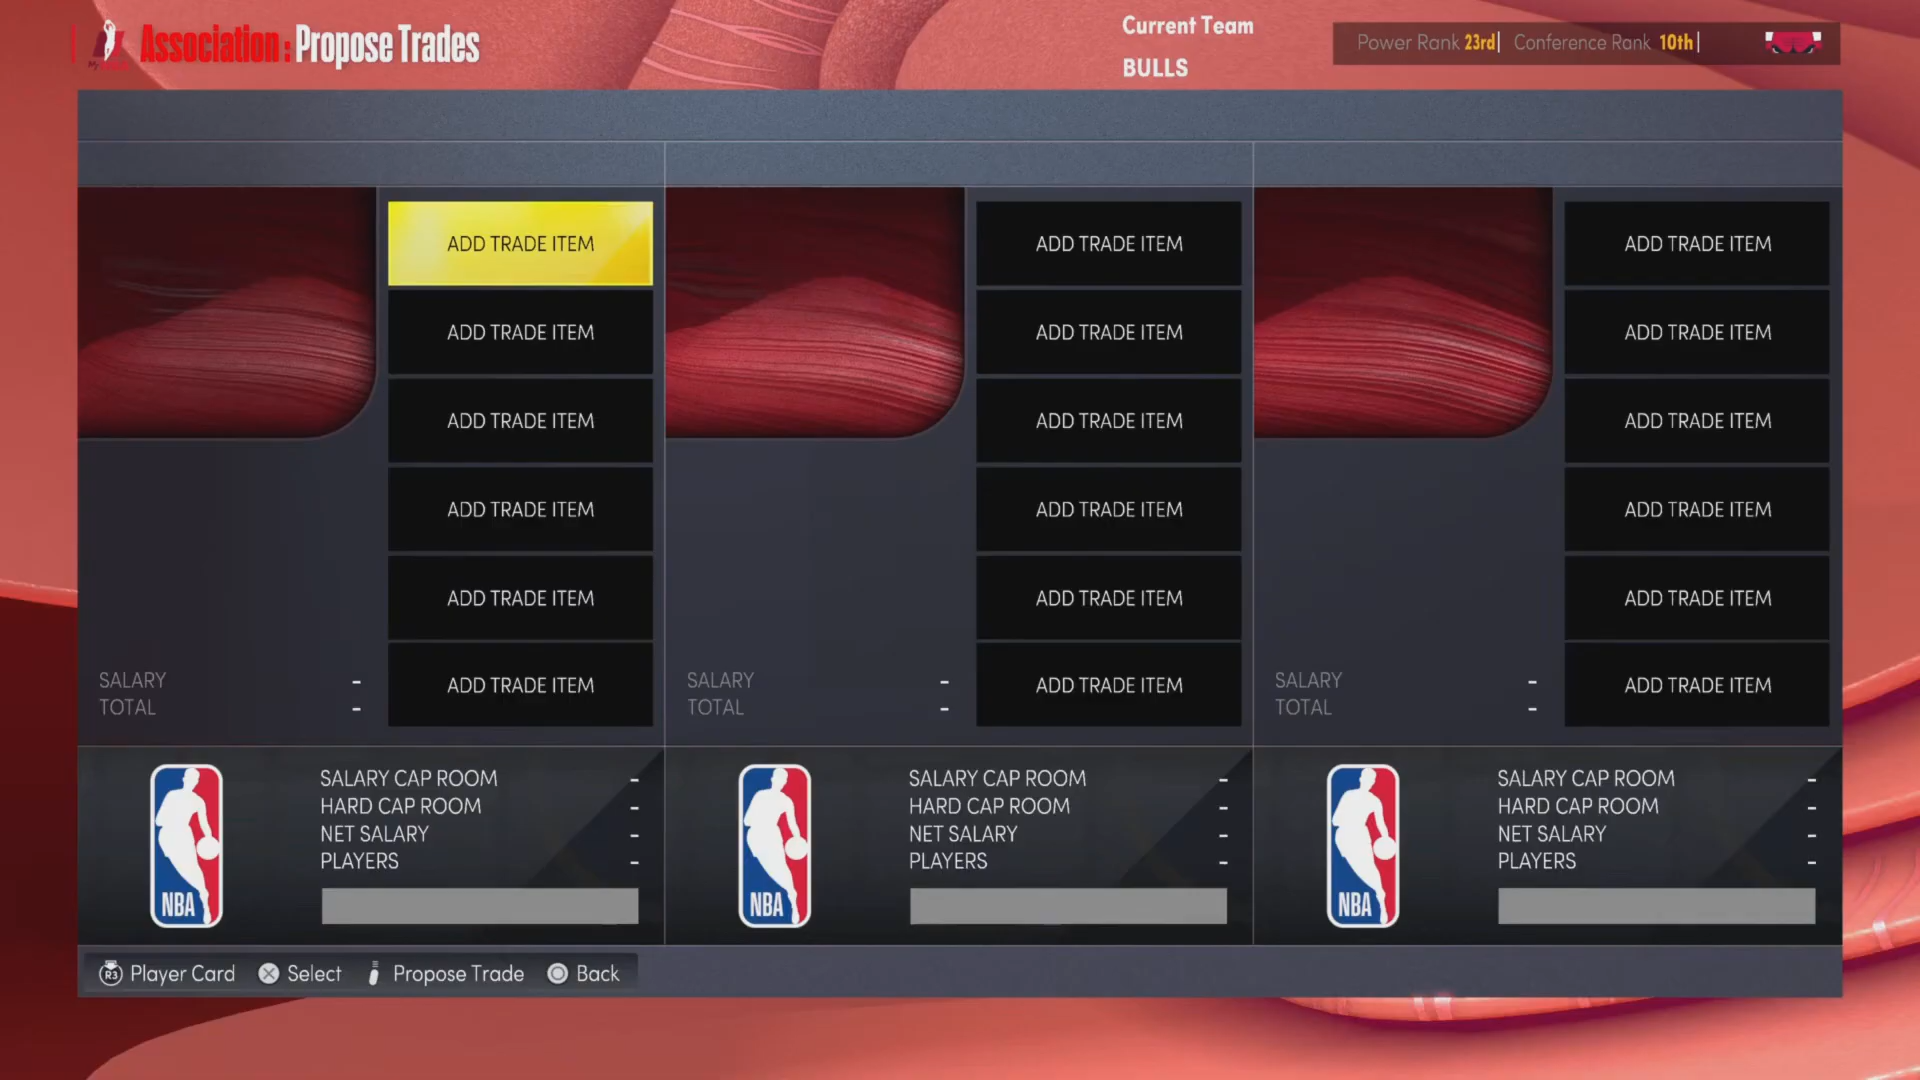 Association : Propose Trades
Current Team
BULLS
Power Rank 23rd| Conference Rank 10th|
ADD TRADE ITEM
ADD TRADE ITEM
ADD TRADE ITEM
ADD TRADE ITEM
ADD TRADE ITEM
ADD TRADE ITEM
SALARY -
TOTAL -
ADD TRADE ITEM
ADD TRADE ITEM
ADD TRADE ITEM
ADD TRADE ITEM
ADD TRADE ITEM
ADD TRADE ITEM
SALARY -
TOTAL -
ADD TRADE ITEM
ADD TRADE ITEM
ADD TRADE ITEM
ADD TRADE ITEM
ADD TRADE ITEM
ADD TRADE ITEM
SALARY -
TOTAL -
NBA
SALARY CAP ROOM -
HARD CAP ROOM -
NET SALARY -
PLAYERS -
NBA
SALARY CAP ROOM -
HARD CAP ROOM -
NET SALARY -
PLAYERS -
NBA
SALARY CAP ROOM -
HARD CAP ROOM -
NET SALARY -
PLAYERS -
R3 Player Card Select Propose Trade Back